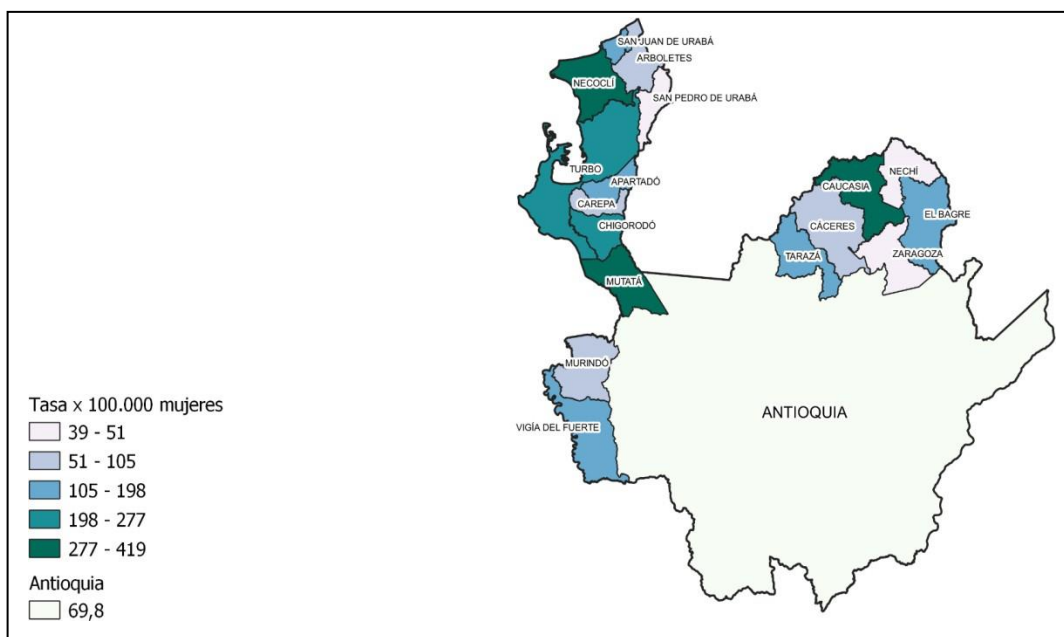 SAN JUAN DE URABÁ
ARBOLETES
NECOCLÍ
SAN PEDRO DE URABÁ
TURBO
APARTADÓ
CAREPA
CHIGORODÓ
MUTATÁ
MURINDÓ
VIGÍA DEL FUERTE
NECHÍ
CAUCASIA
EL BAGRE
CÁCERES
TARAZÁ
ZARAGOZA
ANTIOQUIA
Tasa x 100.000 mujeres
39 - 51
51 - 105
105 - 198
198 - 277
277 - 419
Antioquia
69,8